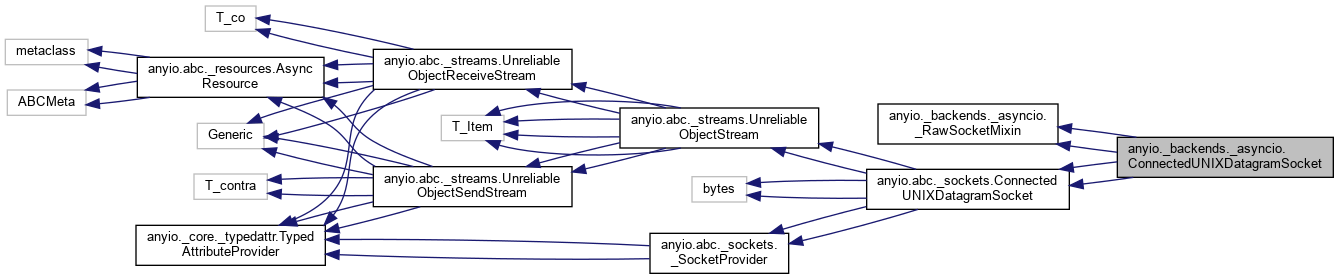 T_co
metaclass
anyio.abc._resources.Async
Resource
anyio.abc._streams.Unreliable
ObjectReceiveStream
ABCMeta
Generic
T_Item
anyio.abc._streams.Unreliable
ObjectStream
anyio._backends._asyncio.
_RawSocketMixin
anyio._backends._asyncio.
ConnectedUNIXDatagramSocket
T_contra
anyio.abc._streams.Unreliable
ObjectSendStream
bytes
anyio.abc._sockets.Connected
UNIXDatagramSocket
anyio._core._typedattr.Typed
AttributeProvider
anyio.abc._sockets.
_SocketProvider